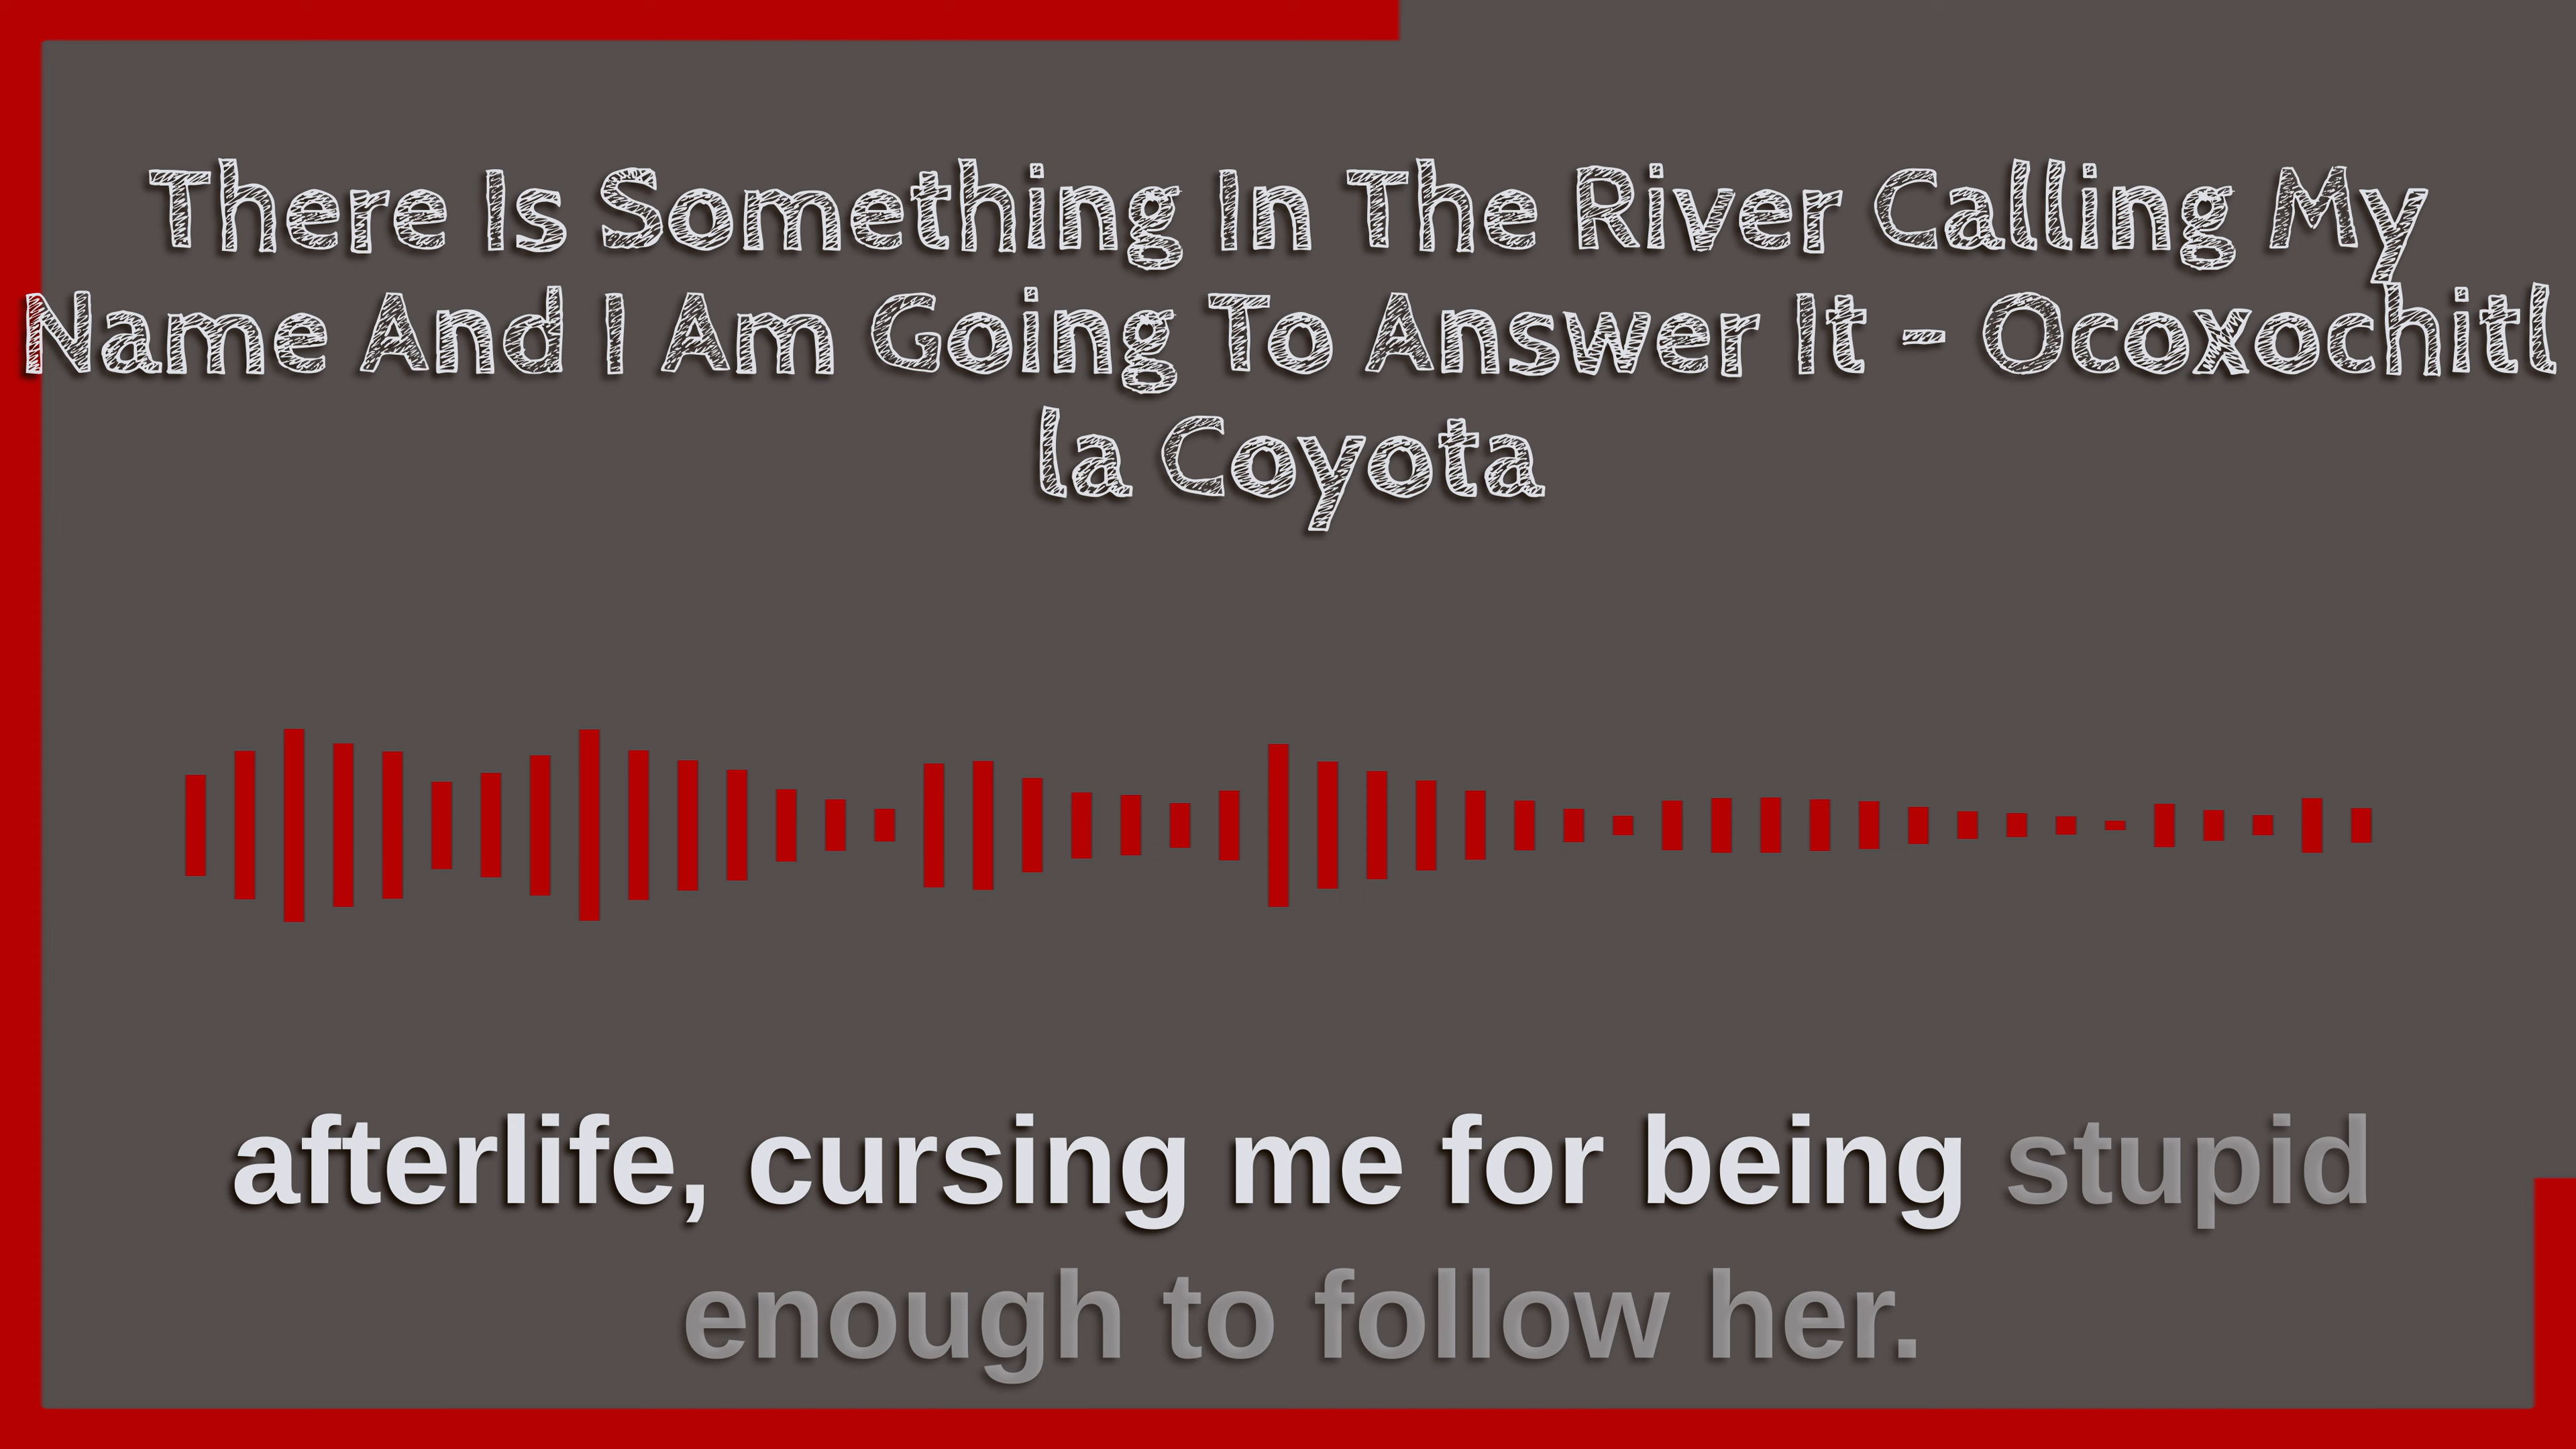 There Is Something In The River Calling My
Name And I Am Going To Answer It - Ocoxochitl
la Coyota
afterlife, cursing me for being stupid
enough to follow her.